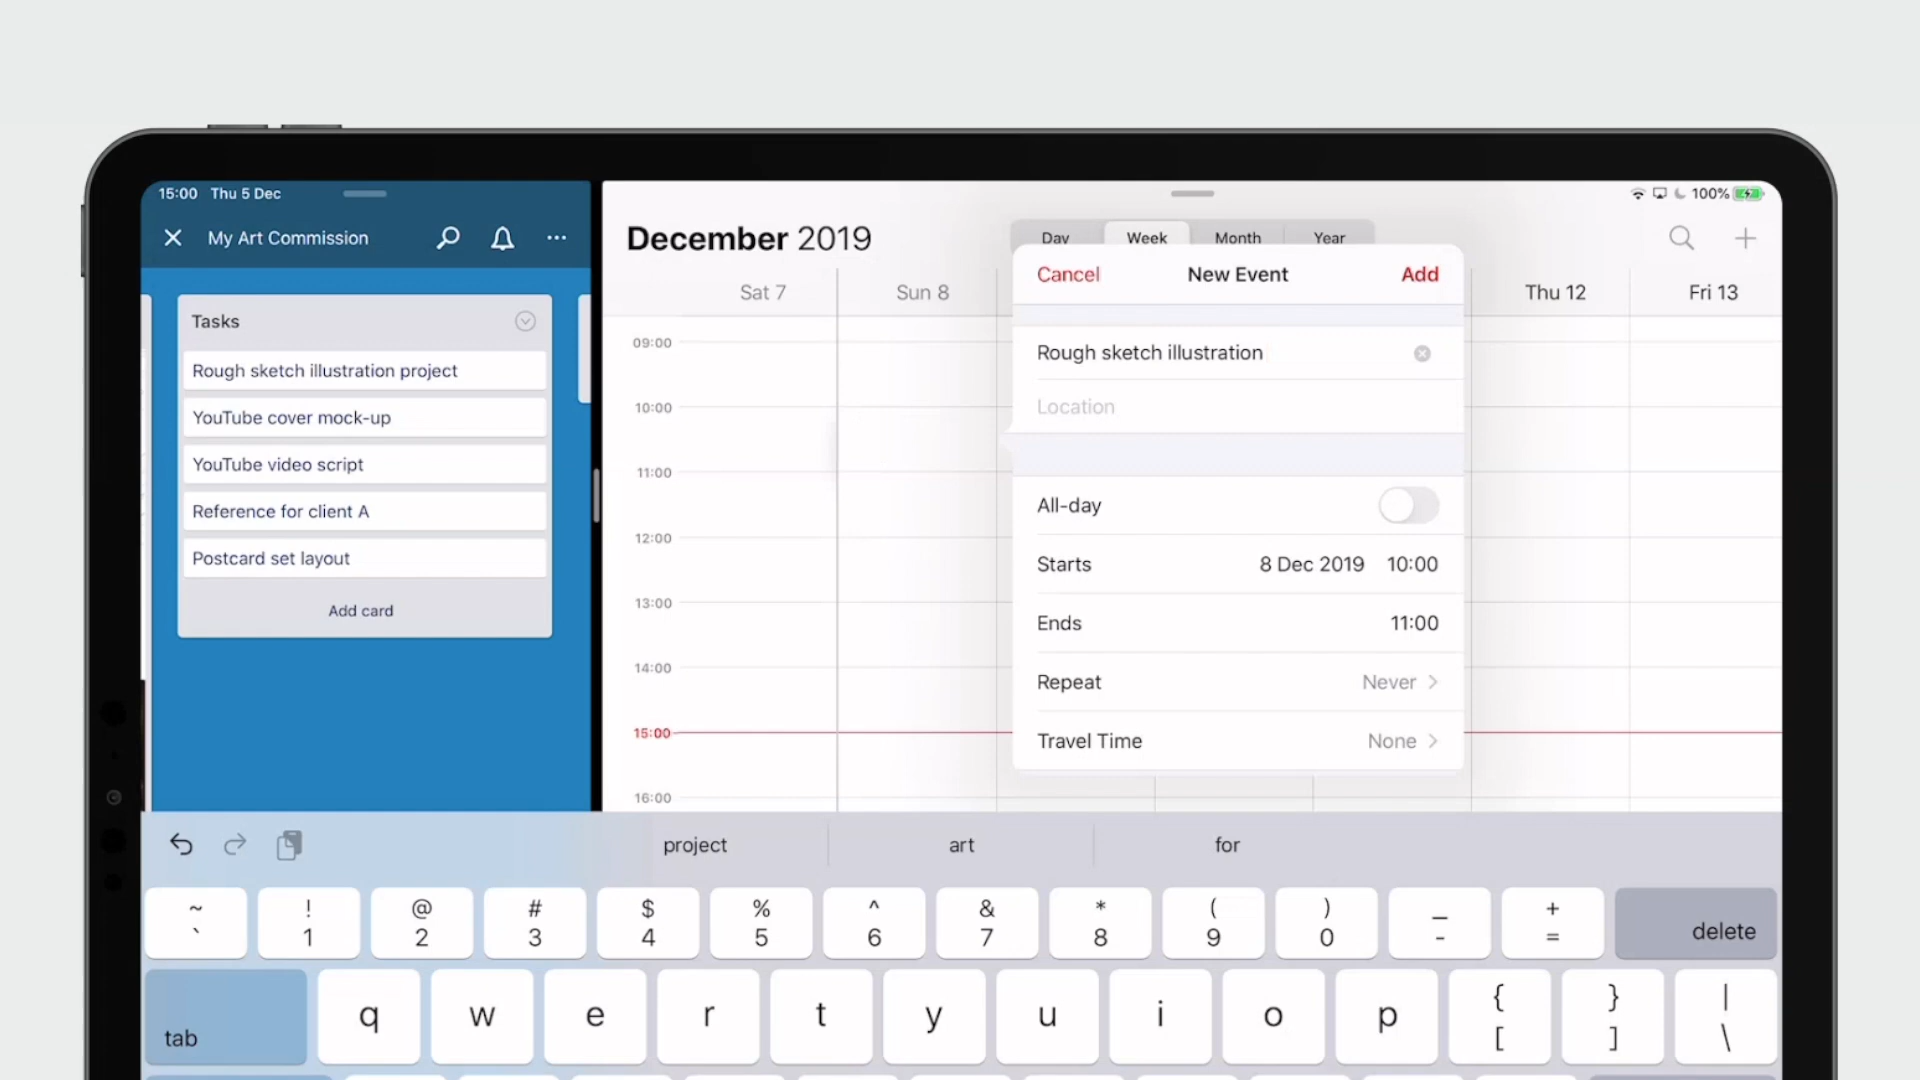 15:00 Thu 5 Dec
100%
My Art Commission
Tasks
Rough sketch illustration project
YouTube cover mock-up
YouTube video script
Reference for client A
Postcard set layout
Add card
December 2019
Day Week Month Year
Sat 7 Sun 8 Thu 12 Fri 13
09:00
10:00
11:00
12:00
13:00
14:00
15:00
16:00
Cancel New Event Add
Rough sketch illustration
Location
All-day
Starts 8 Dec 2019 10:00
Ends 11:00
Repeat Never
Travel Time None
project art for
~ ! @ # $ % ^ & * ( ) _ +
` 1 2 3 4 5 6 7 8 9 0 - = delete
tab q w e r t y u i o p { } |
[ ] \